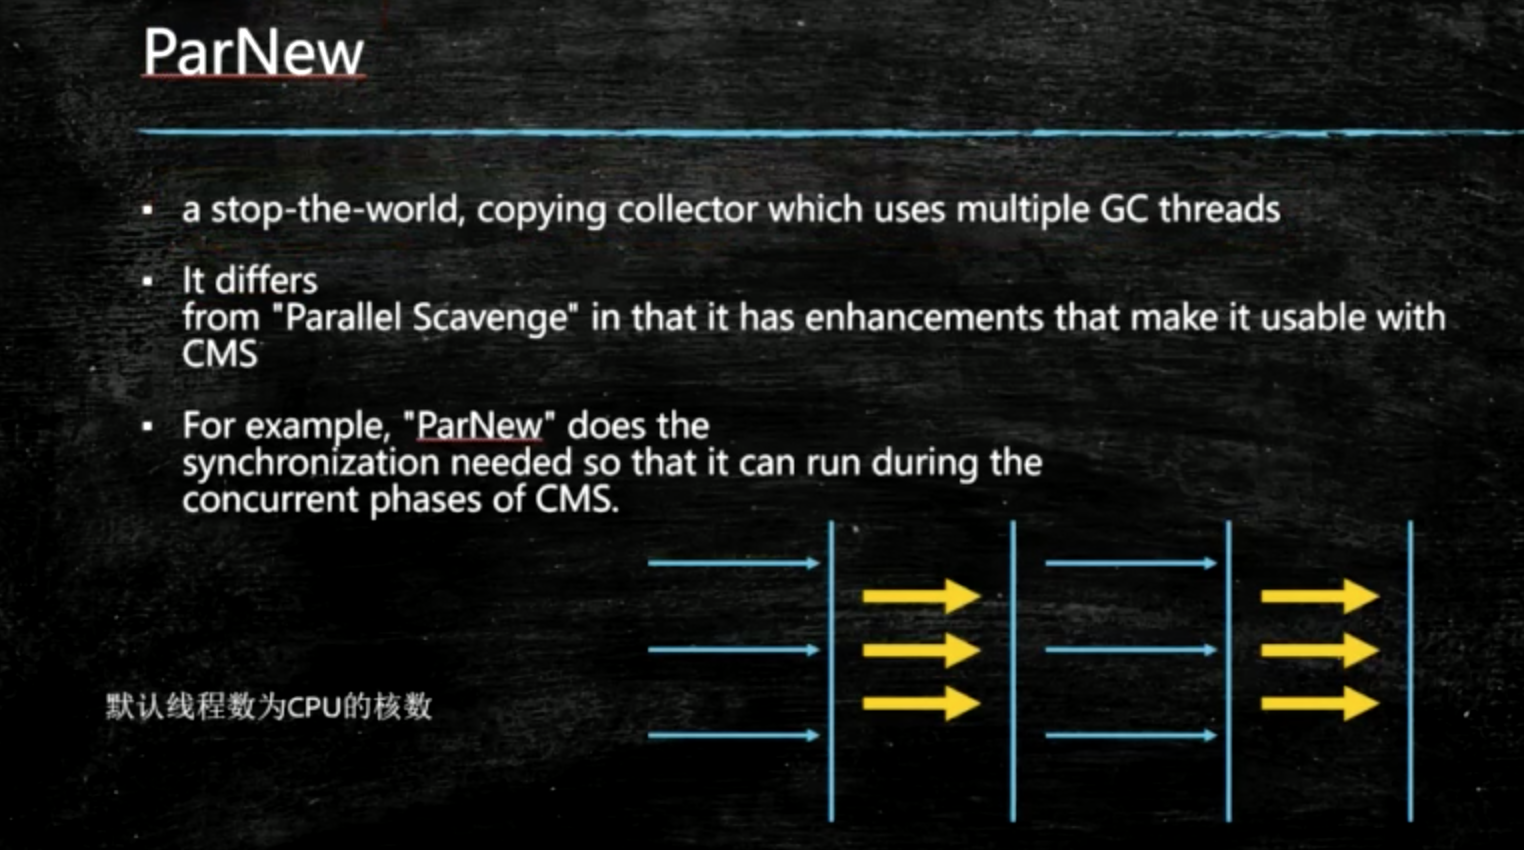 ParNew
▪ a stop-the-world, copying collector which uses multiple GC threads
▪ It differs
from "Parallel Scavenge" in that it has enhancements that make it usable with
CMS
▪ For example, "ParNew" does the
synchronization needed so that it can run during the
concurrent phases of CMS.
默认线程数为CPU的核数